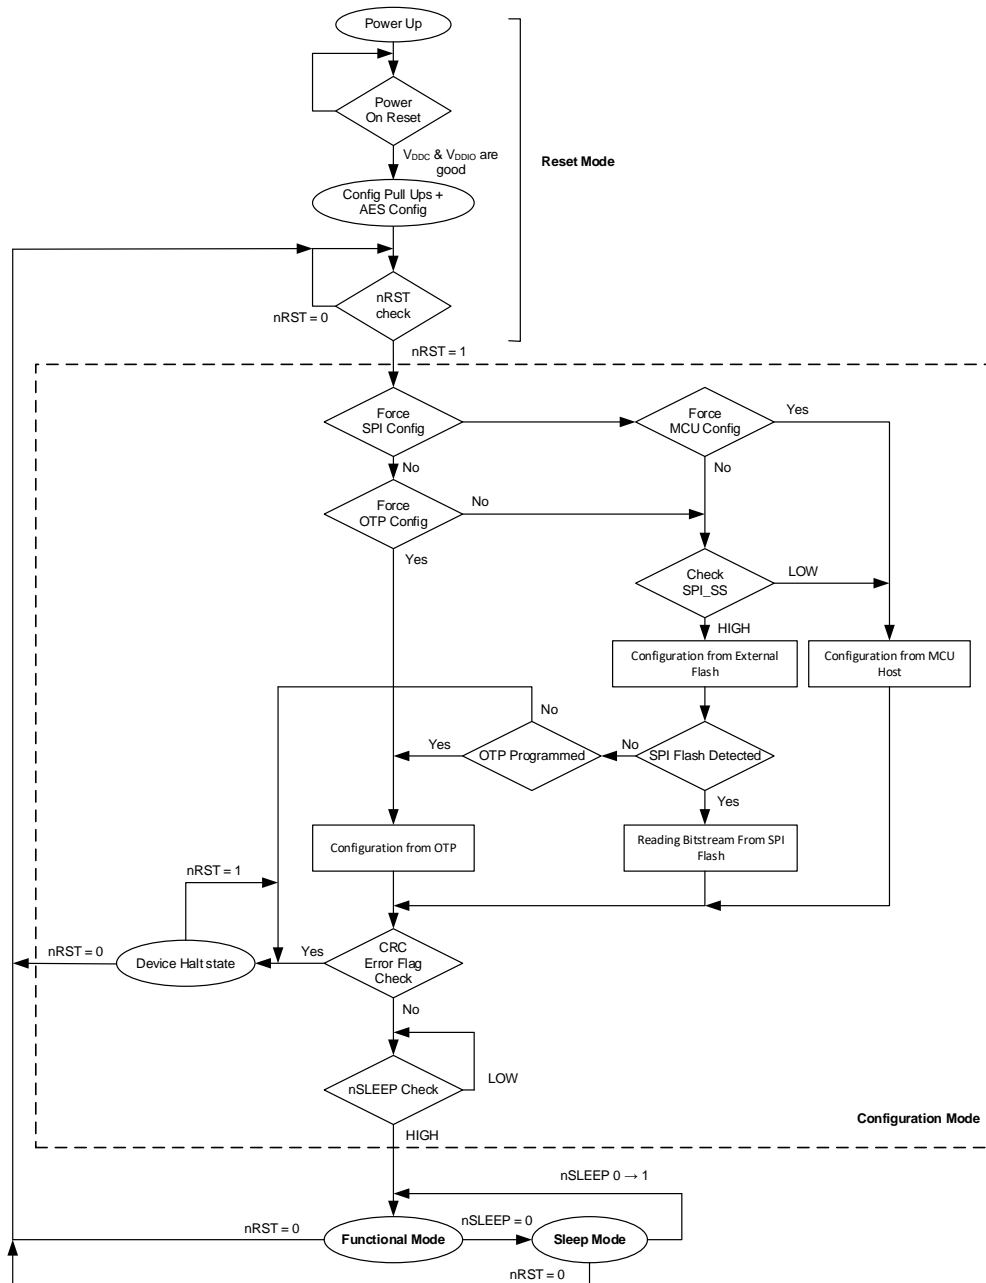 Power Up
Power
On Reset
VDDC & VDDIO are
good
Reset Mode
Config Pull Ups +
AES Config
nRST
check
nRST = 0
nRST = 1
Force
SPI Config
Force
MCU Config
Yes
No
No
Force
OTP Config
No
Yes
Check
SPI_SS
LOW
HIGH
Configuration from External
Flash
Configuration from MCU
Host
No
Yes
OTP Programmed
No
SPI Flash Detected
Yes
Configuration from OTP
Reading Bitstream From SPI
Flash
nRST = 1
nRST = 0
Device Halt state
Yes
CRC
Error Flag
Check
No
nSLEEP Check
LOW
Configuration Mode
HIGH
nSLEEP 0 → 1
nRST = 0
Functional Mode
nSLEEP = 0
Sleep Mode
nRST = 0